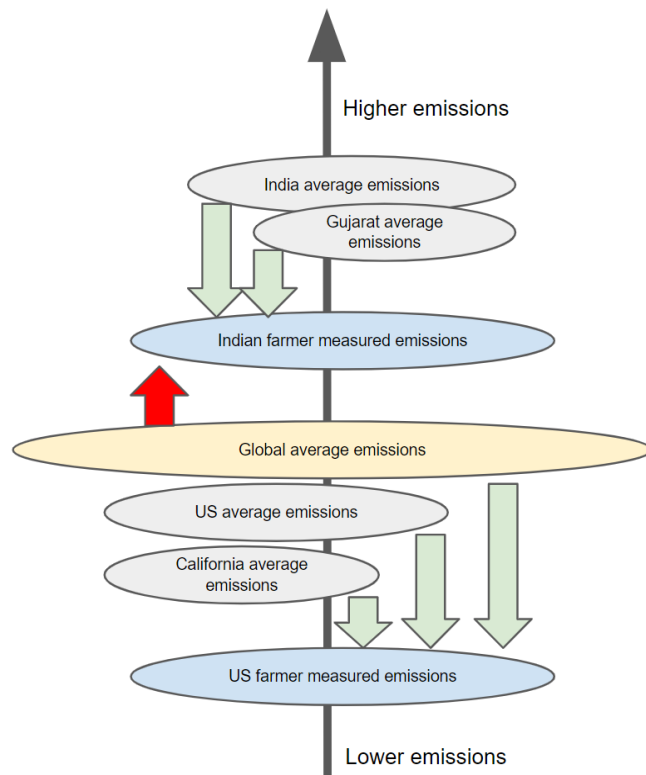 Higher emissions
India average emissions
Gujarat average
emissions
Indian farmer measured emissions
Global average emissions
US average emissions
California average
emissions
US farmer measured emissions
Lower emissions